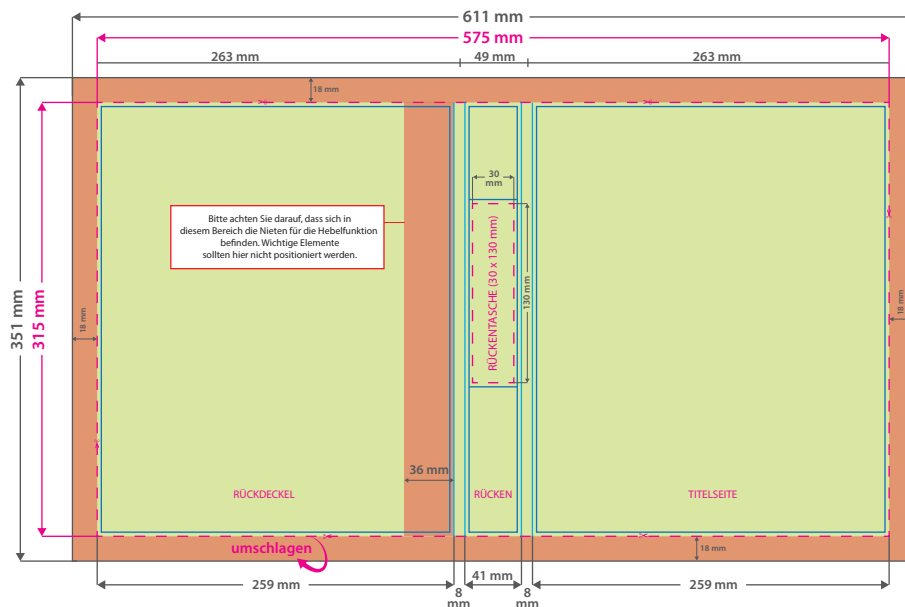 611 mm
575 mm
263 mm
49 mm
263 mm
18 mm
30
mm
Bitte achten Sie darauf, dass sich in
diesem Bereich die Nieten für die Hebelfunktion
befinden. Wichtige Elemente
sollten hier nicht positioniert werden.
RÜCKENTASCHE (30 x 130 mm)
130 mm
351 mm
315 mm
18 mm
18 mm
36 mm
RÜCKDECKEL
RÜCKEN
TITELSEITE
umschlagen
18 mm
259 mm
8
mm
41 mm
8
mm
259 mm